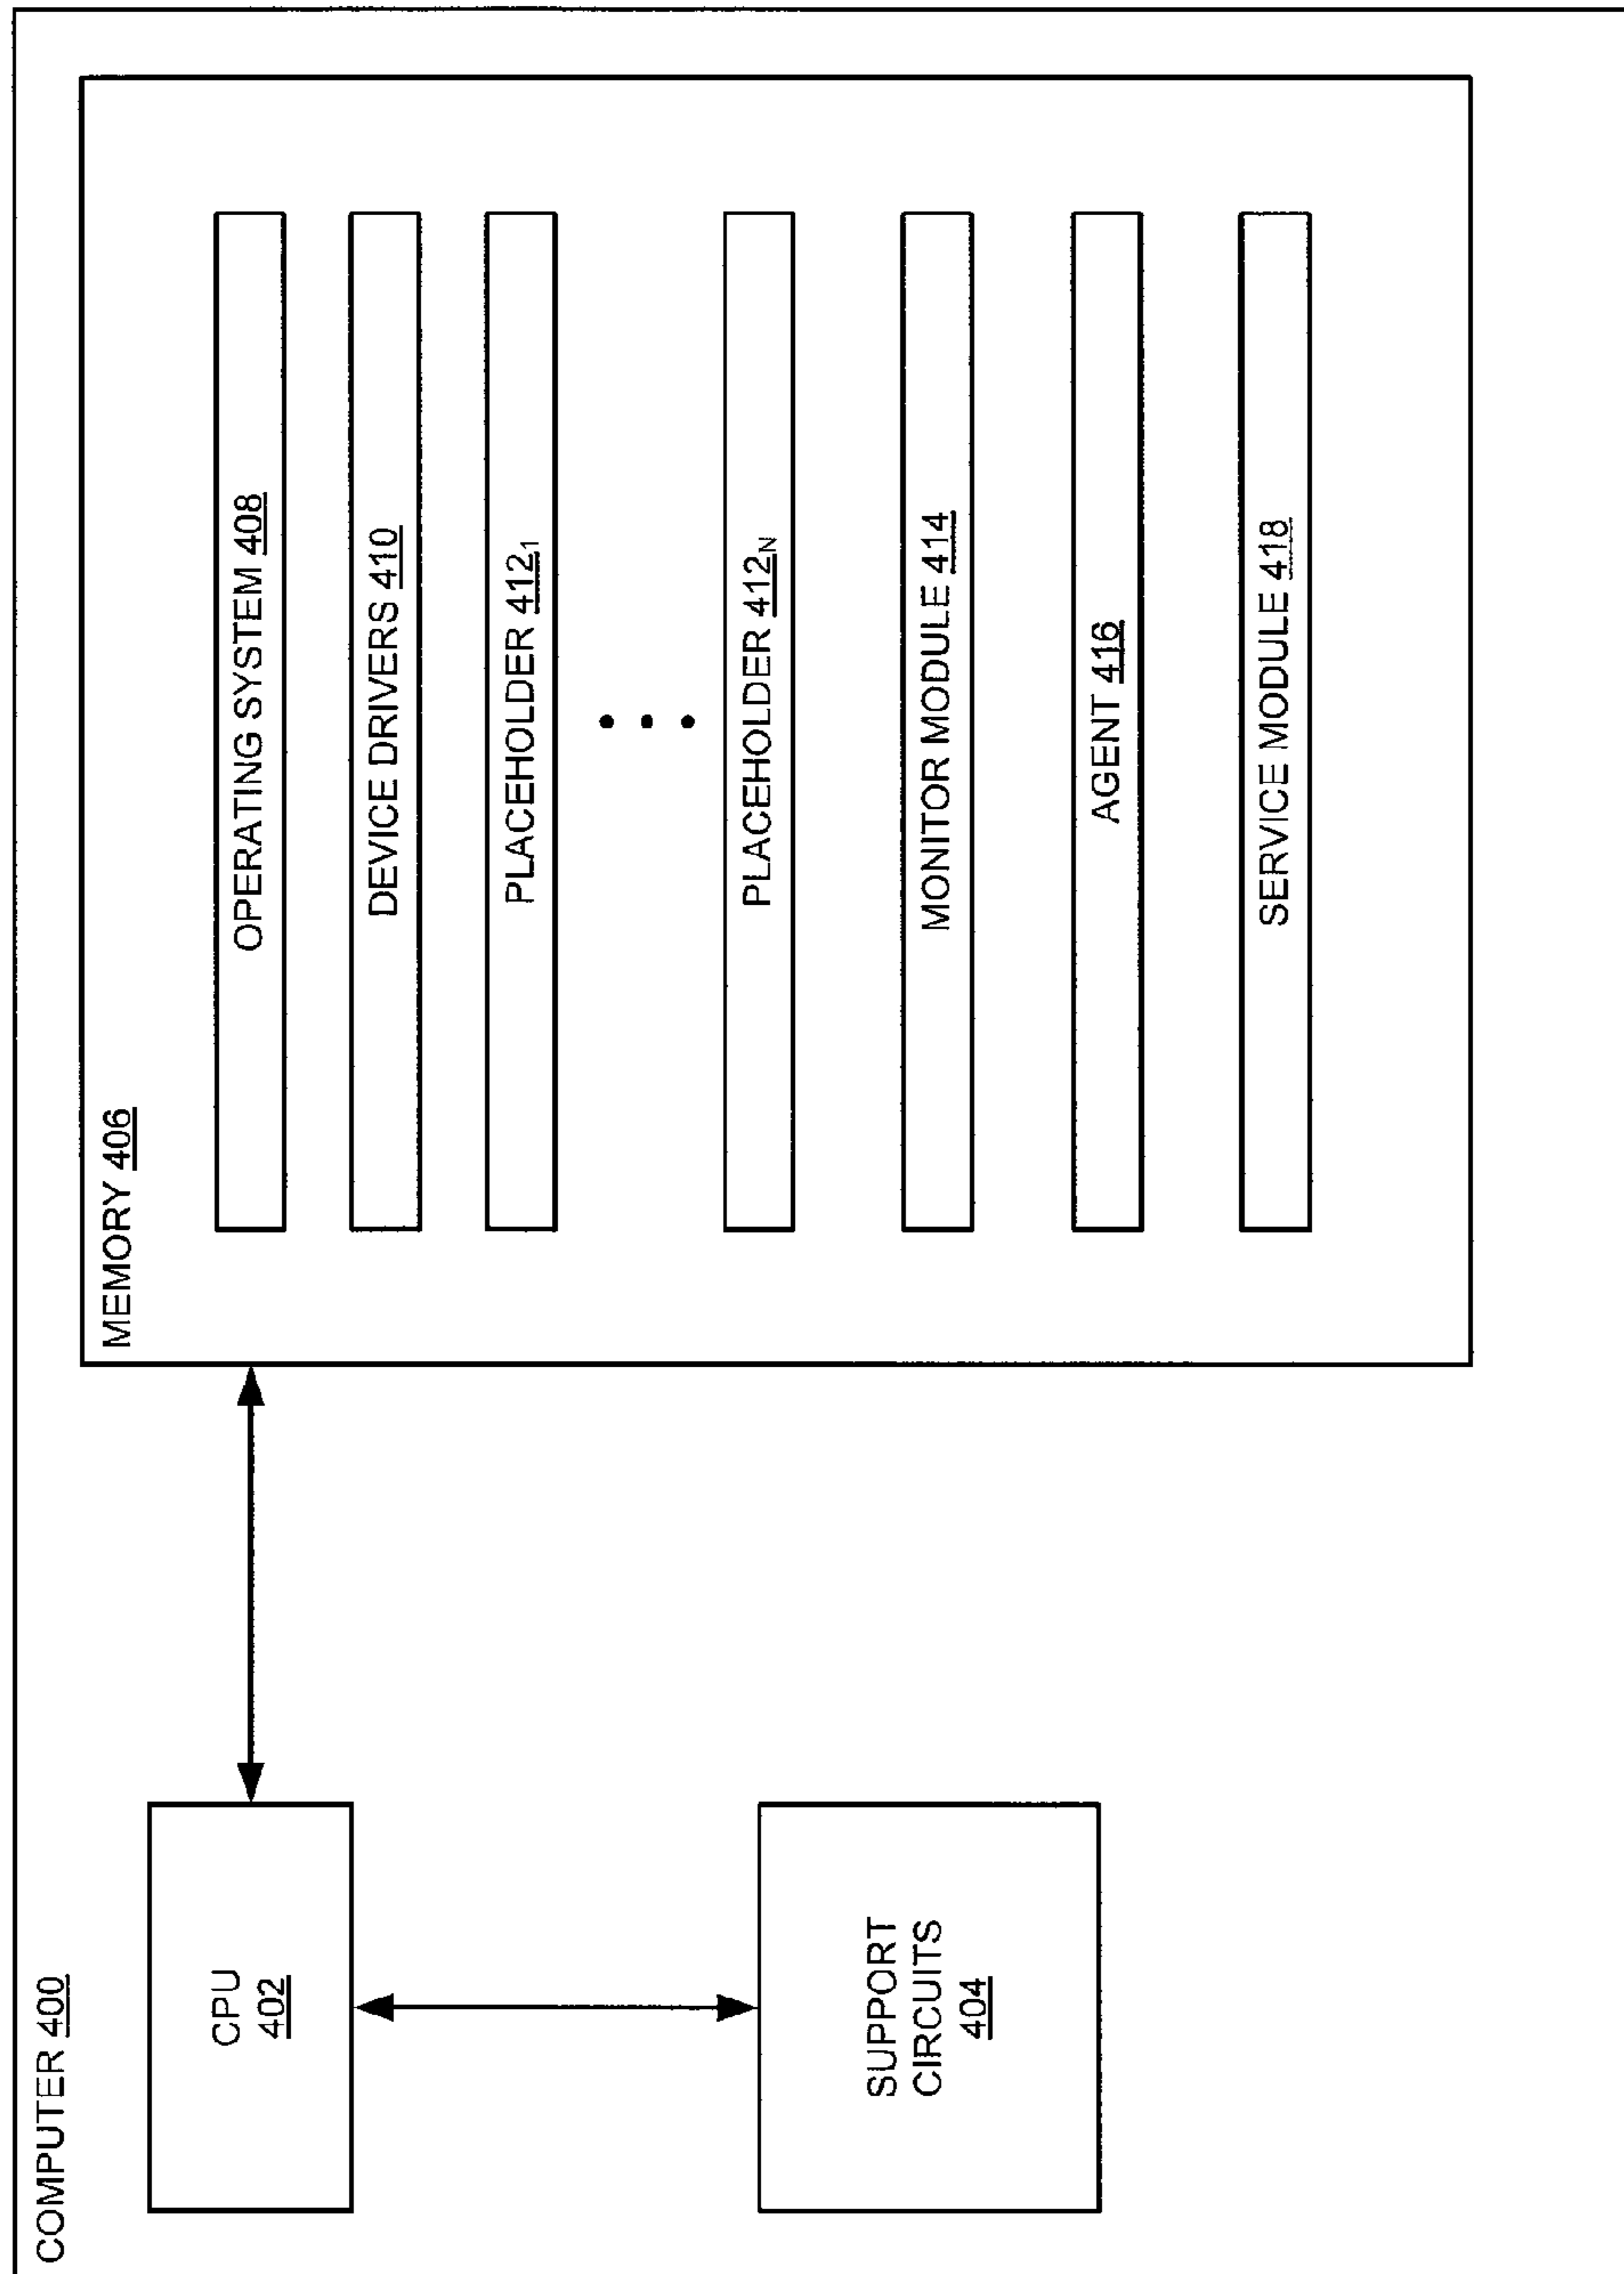 COMPUTER 400
CPU
402
SUPPORT
CIRCUITS
404
MEMORY 406
OPERATING SYSTEM 408
DEVICE DRIVERS 410
PLACEHOLDER 412₁
PLACEHOLDER 412N
MONITOR MODULE 414
AGENT 416
SERVICE MODULE 418